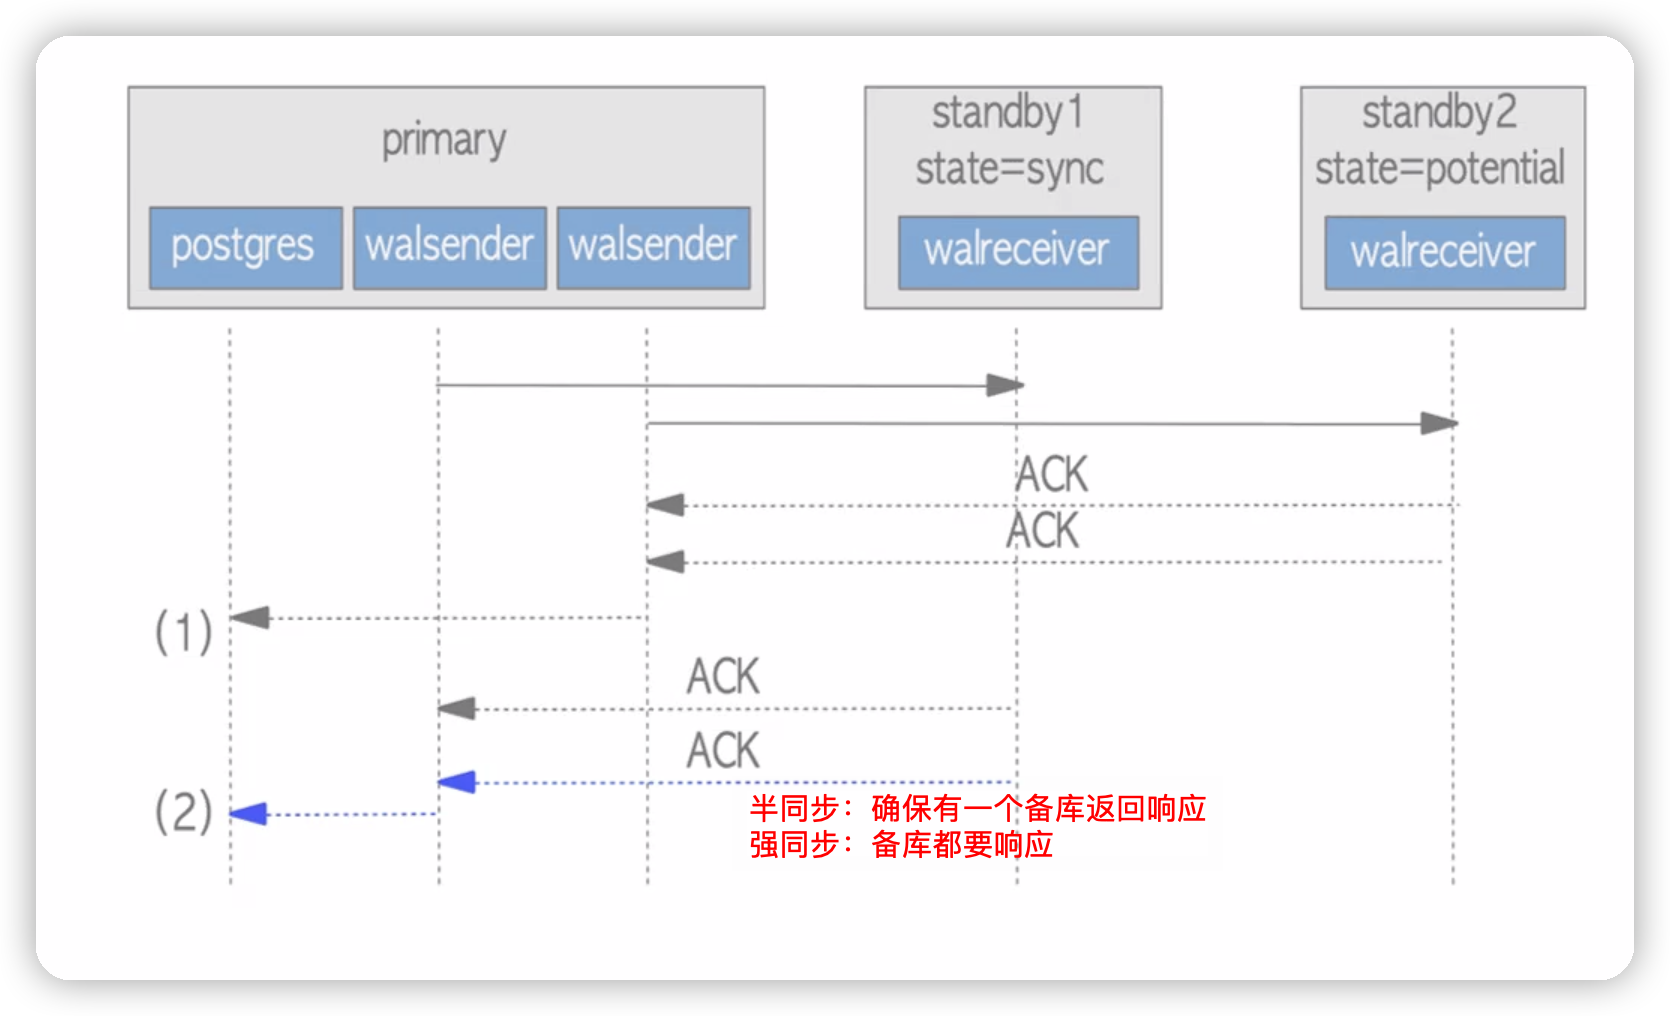 primary
postgres
walsender
walsender
standby1
state=sync
walreceiver
standby2
state=potential
walreceiver
ACK
ACK
(1)
ACK
ACK
(2)
半同步：确保有一个备库返回响应
强同步：备库都要响应